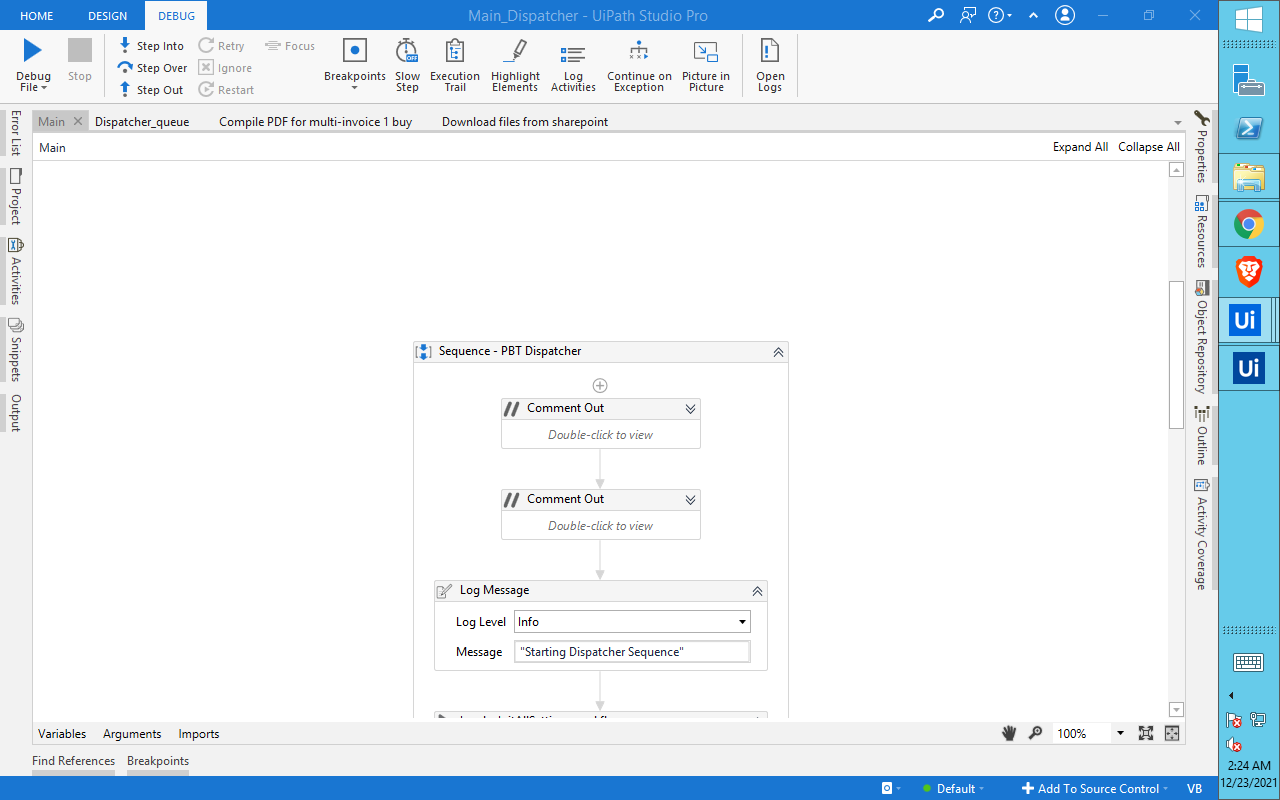 HOME DESIGN DEBUG Main_Dispatcher - UiPath Studio Pro
Debug File
Stop
Step Into
Step Over
Step Out
Retry
Ignore
Restart
Focus
Breakpoints
Slow Step
Execution Trail
Highlight Elements
Log Activities
Continue on Exception
Picture in Picture
Open Logs
Main Dispatcher_queue Compile PDF for multi-invoice 1 buy Download files from sharepoint
Main Expand All Collapse All
Error List
Project
Activities
Snippets
Output
Sequence - PBT Dispatcher
Comment Out
Double-click to view
Comment Out
Double-click to view
Log Message
Log Level Info
Message "Starting Dispatcher Sequence"
Properties
Resources
Object Repository
Outline
Activity Coverage
Variables Arguments Imports 100%
Find References Breakpoints
Default Add To Source Control VB
OFF
Ui
Ui
2:24 AM
12/23/2021